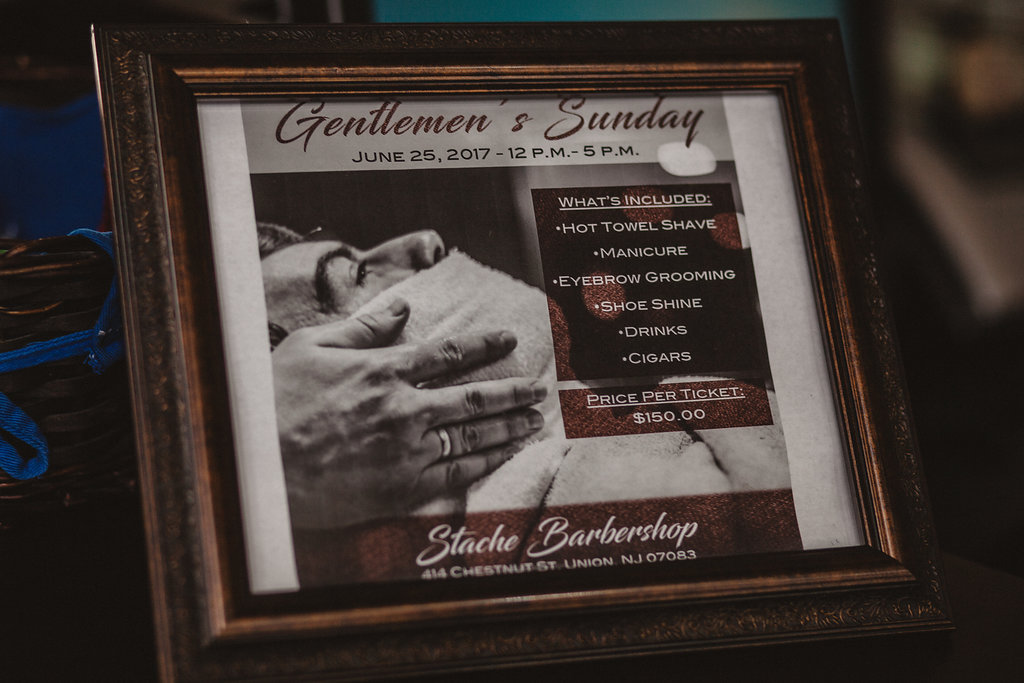 Gentlemen's Sunday
June 25, 2017 - 12 P.M.- 5 P.M.
What's Included:
•Hot Towel Shave
•Manicure
•Eyebrow Grooming
•Shoe Shine
•Drinks
•Cigars
Price Per Ticket:
$150.00
Stache Barbershop
414 Chestnut St. Union, NJ 07083